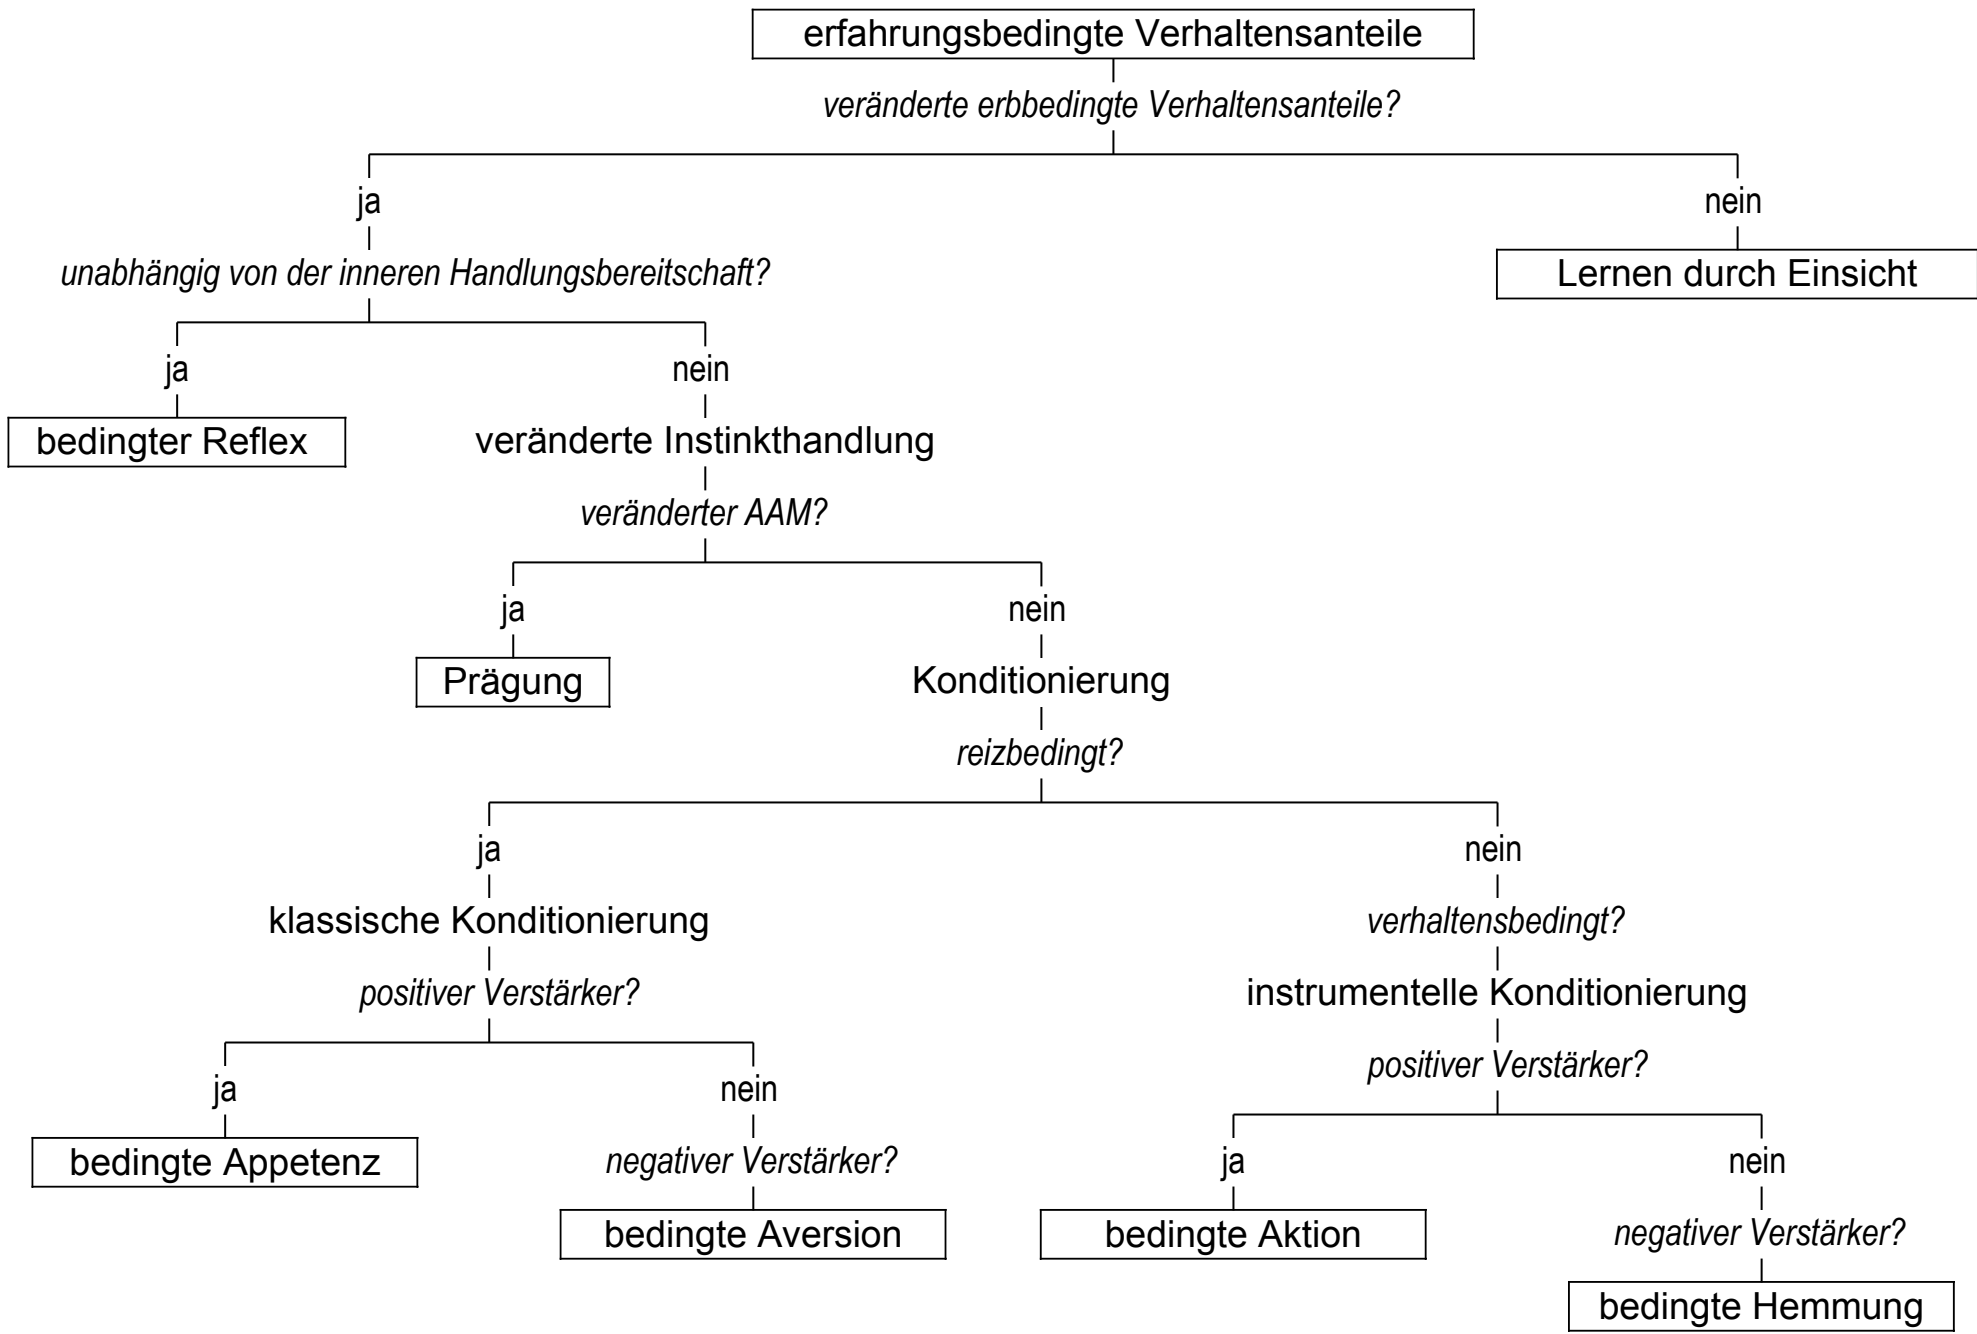 erfahrungsbedingte Verhaltensanteile
veränderte erbbedingte Verhaltensanteile?
ja
nein
unabhängig von der inneren Handlungsbereitschaft?
Lernen durch Einsicht
ja
nein
bedingter Reflex
veränderte Instinkthandlung
veränderter AAM?
ja
nein
Prägung
Konditionierung
reizbedingt?
ja
nein
klassische Konditionierung
verhaltensbedingt?
positiver Verstärker?
instrumentelle Konditionierung
positiver Verstärker?
ja
nein
bedingte Appetenz
negativer Verstärker?
ja
nein
bedingte Aversion
bedingte Aktion
negativer Verstärker?
bedingte Hemmung